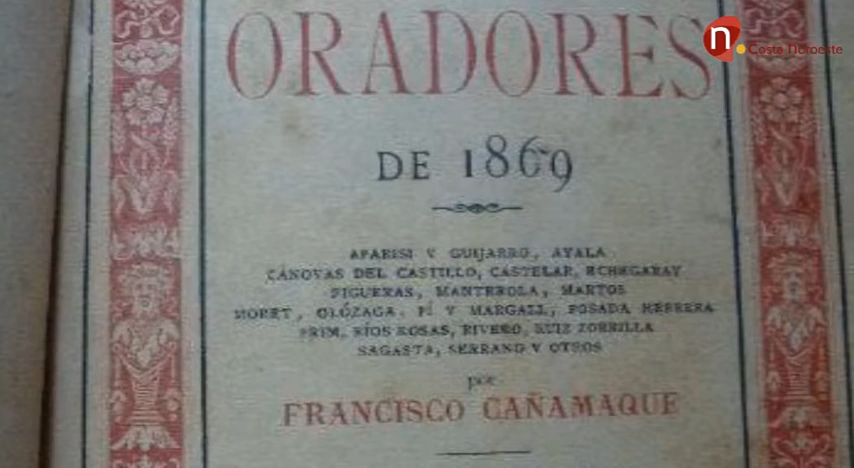 n Costa Noroeste
ORADORES
DE 1869
APARISI Y GUIJARRO, AYALA
CÁNOVAS DEL CASTILLO, CASTELAR, ECHEGARAY
FIGUERAS, MANTEROLA, MARTOS
MORET, OLÓZAGA, PÍ Y MARGALL, POSADA HERRERA
PRIM, RÍOS ROSAS, RIVERO, RUIZ ZORRILLA
SAGASTA, SERRANO Y OTROS
por
FRANCISCO CAÑAMAQUE